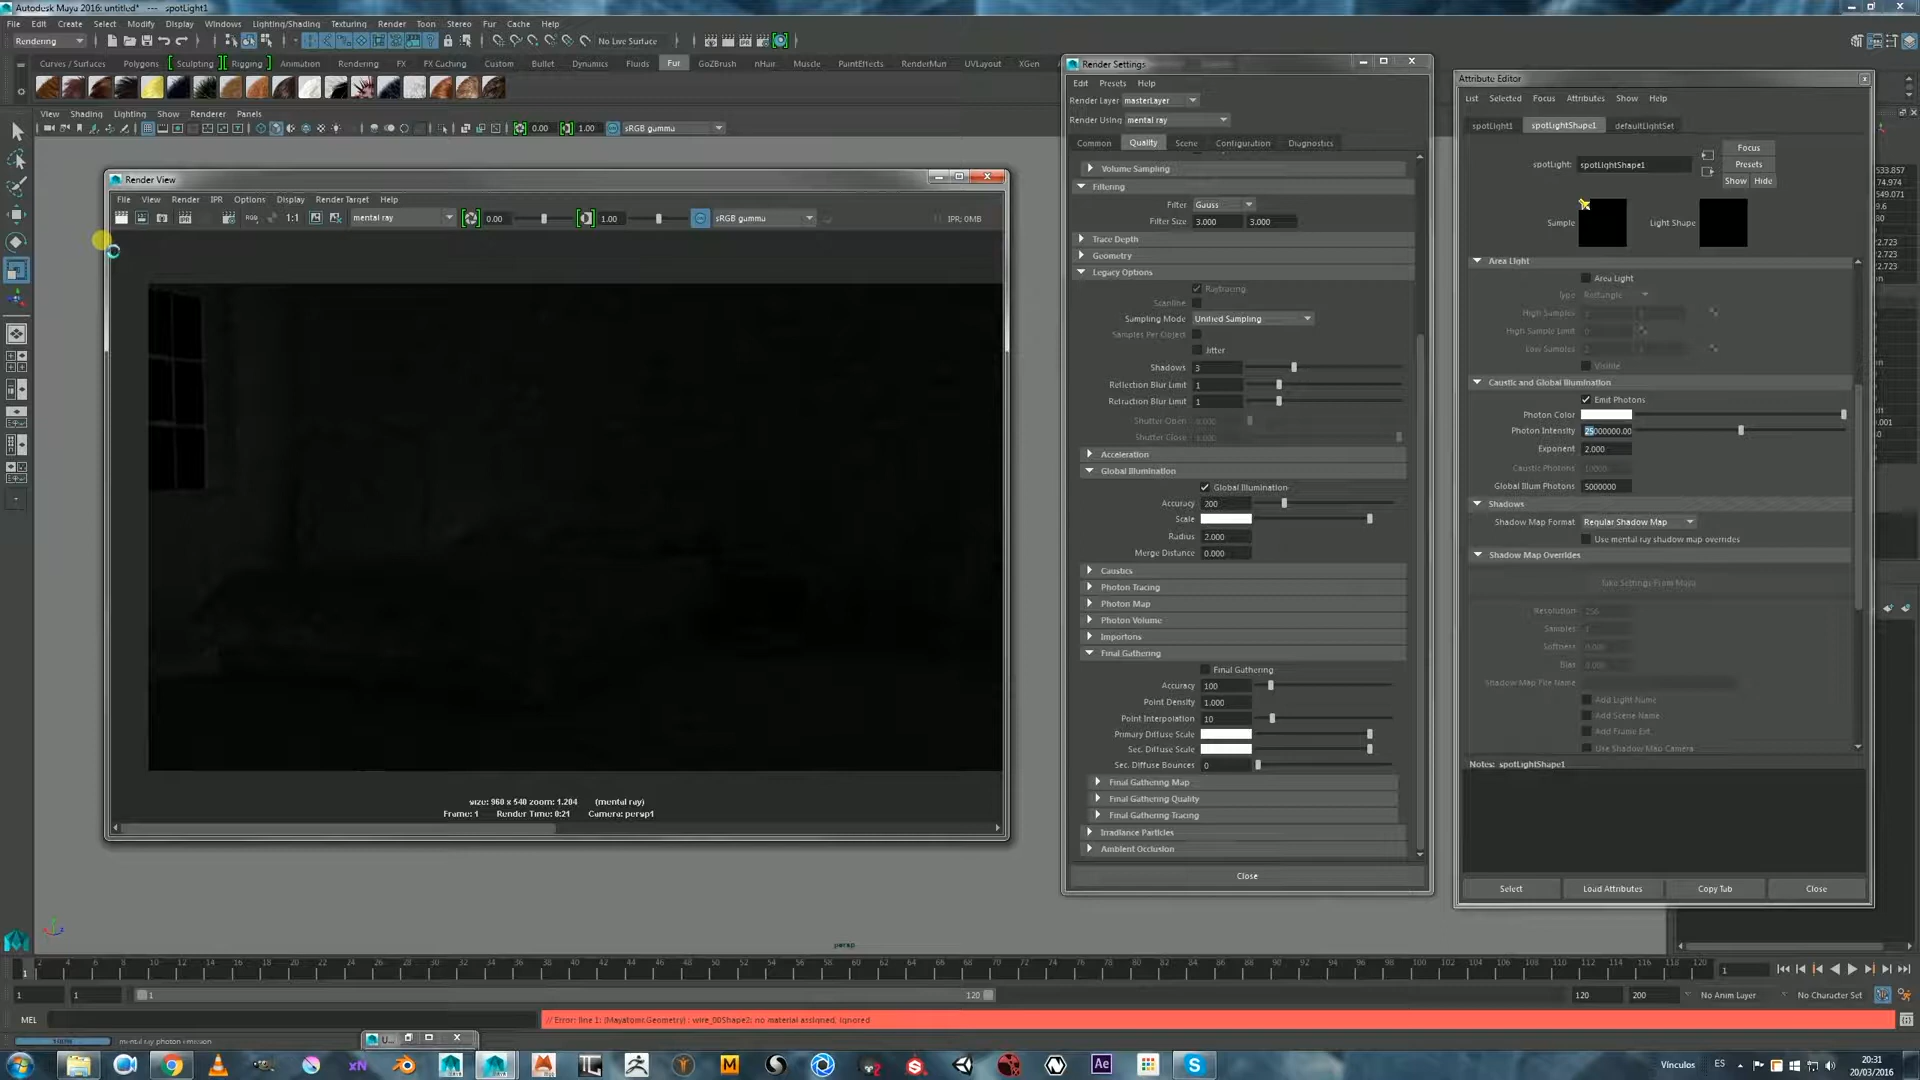 Autodesk Maya 2016: untitled* --- spotLight1
File Edit Create Select Modify Display Windows Lighting/Shading Texturing Render Toon Stereo Fur Cache Help
Rendering
No Live Surface
Curves / Surfaces Polygons Sculpting Rigging Animation Rendering FX FX Caching Custom Bullet Dynamics Fluids Fur GoZBrush nHair Muscle PaintEffects RenderMan UVLayout XGen
View Shading Lighting Show Renderer Panels
0.00 1.00 sRGB gamma
Render View
File View Render IPR Options Display Render Target Help
1:1 mental ray 0.00 1.00 sRGB gamma IPR: 0MB
size: 960 x 540 zoom: 1.204 (mental ray)
Frame: 1 Render Time: 0:21 Camera: persp1
persp
Render Settings
Edit Presets Help
Render Layer masterLayer
Render Using mental ray
Common Quality Scene Configuration Diagnostics
Volume Sampling
Filtering
Filter Gauss
Filter Size 3.000 3.000
Trace Depth
Geometry
Legacy Options
Raytracing
Scanline
Sampling Mode Unified Sampling
Samples Per Object
Jitter
Shadows 3
Reflection Blur Limit 1
Refraction Blur Limit 1
Shutter Open
Shutter Close
Acceleration
Global Illumination
Global Illumination
Accuracy 200
Scale
Radius 2.000
Merge Distance 0.000
Caustics
Photon Tracing
Photon Map
Photon Volume
Importons
Final Gathering
Final Gathering
Accuracy 100
Point Density 1.000
Point Interpolation 10
Primary Diffuse Scale
Sec. Diffuse Scale
Sec. Diffuse Bounces 0
Final Gathering Map
Final Gathering Quality
Final Gathering Tracing
Irradiance Particles
Ambient Occlusion
Close
Attribute Editor
List Selected Focus Attributes Show Help
spotLight1 spotLightShape1 defaultLightSet
Focus
spotLight: spotLightShape1
Presets
Show Hide
Sample Light Shape
Area Light
Area Light
Type Rectangle
High Samples
High Sample Limit
Low Samples
Visible
Caustic and Global Illumination
Emit Photons
Photon Color
Photon Intensity 25000000.00
Exponent 2.000
Caustic Photons 10000
Global Illum Photons 5000000
Shadows
Shadow Map Format Regular Shadow Map
Use mental ray shadow map overrides
Shadow Map Overrides
Take Settings From Maya
Resolution 256
Samples
Softness
Bias
Shadow Map File Name
Add Light Name
Add Scene Name
Add Frame Ext.
Use Shadow Map Camera
Notes: spotLightShape1
Select Load Attributes Copy Tab Close
1 1 1 120 120 200 No Anim Layer No Character Set
MEL // Error: line 1: (Mayatomr.Geometry) : wire_00Shape2: no material assigned, ignored
100% mental ray photon emission
Vínculos ES 20:31
20/03/2016